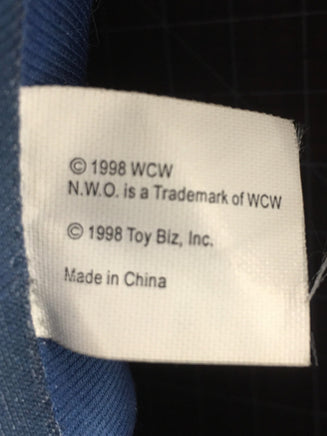 © 1998 WCW
N.W.O. is a Trademark of WCW
© 1998 Toy Biz, Inc.
Made in China